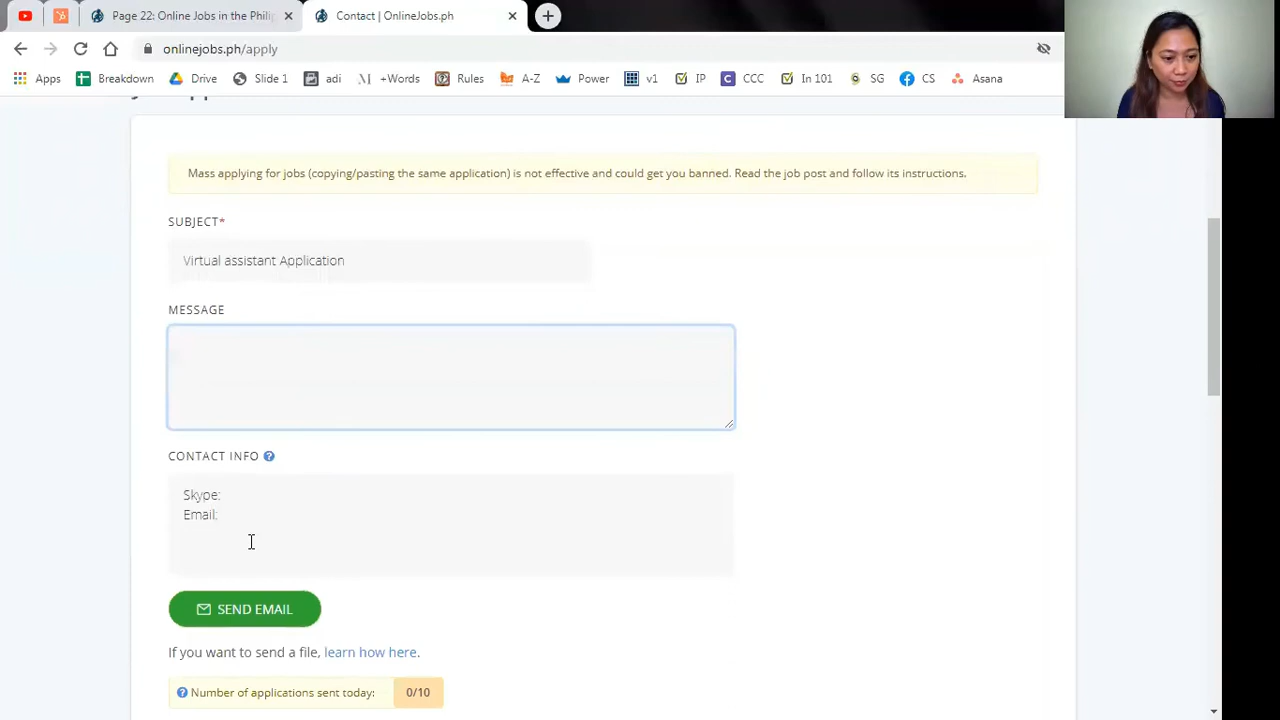 Page 22: Online Jobs in the Philip
Contact | OnlineJobs.ph
onlinejobs.ph/apply
Apps Breakdown Drive Slide 1 adi +Words Rules A-Z Power v1 IP CCC In 101 SG CS Asana
Mass applying for jobs (copying/pasting the same application) is not effective and could get you banned. Read the job post and follow its instructions.
SUBJECT*
Virtual assistant Application
MESSAGE
CONTACT INFO ?
Skype:
Email:
SEND EMAIL
If you want to send a file, learn how here.
? Number of applications sent today: 0/10